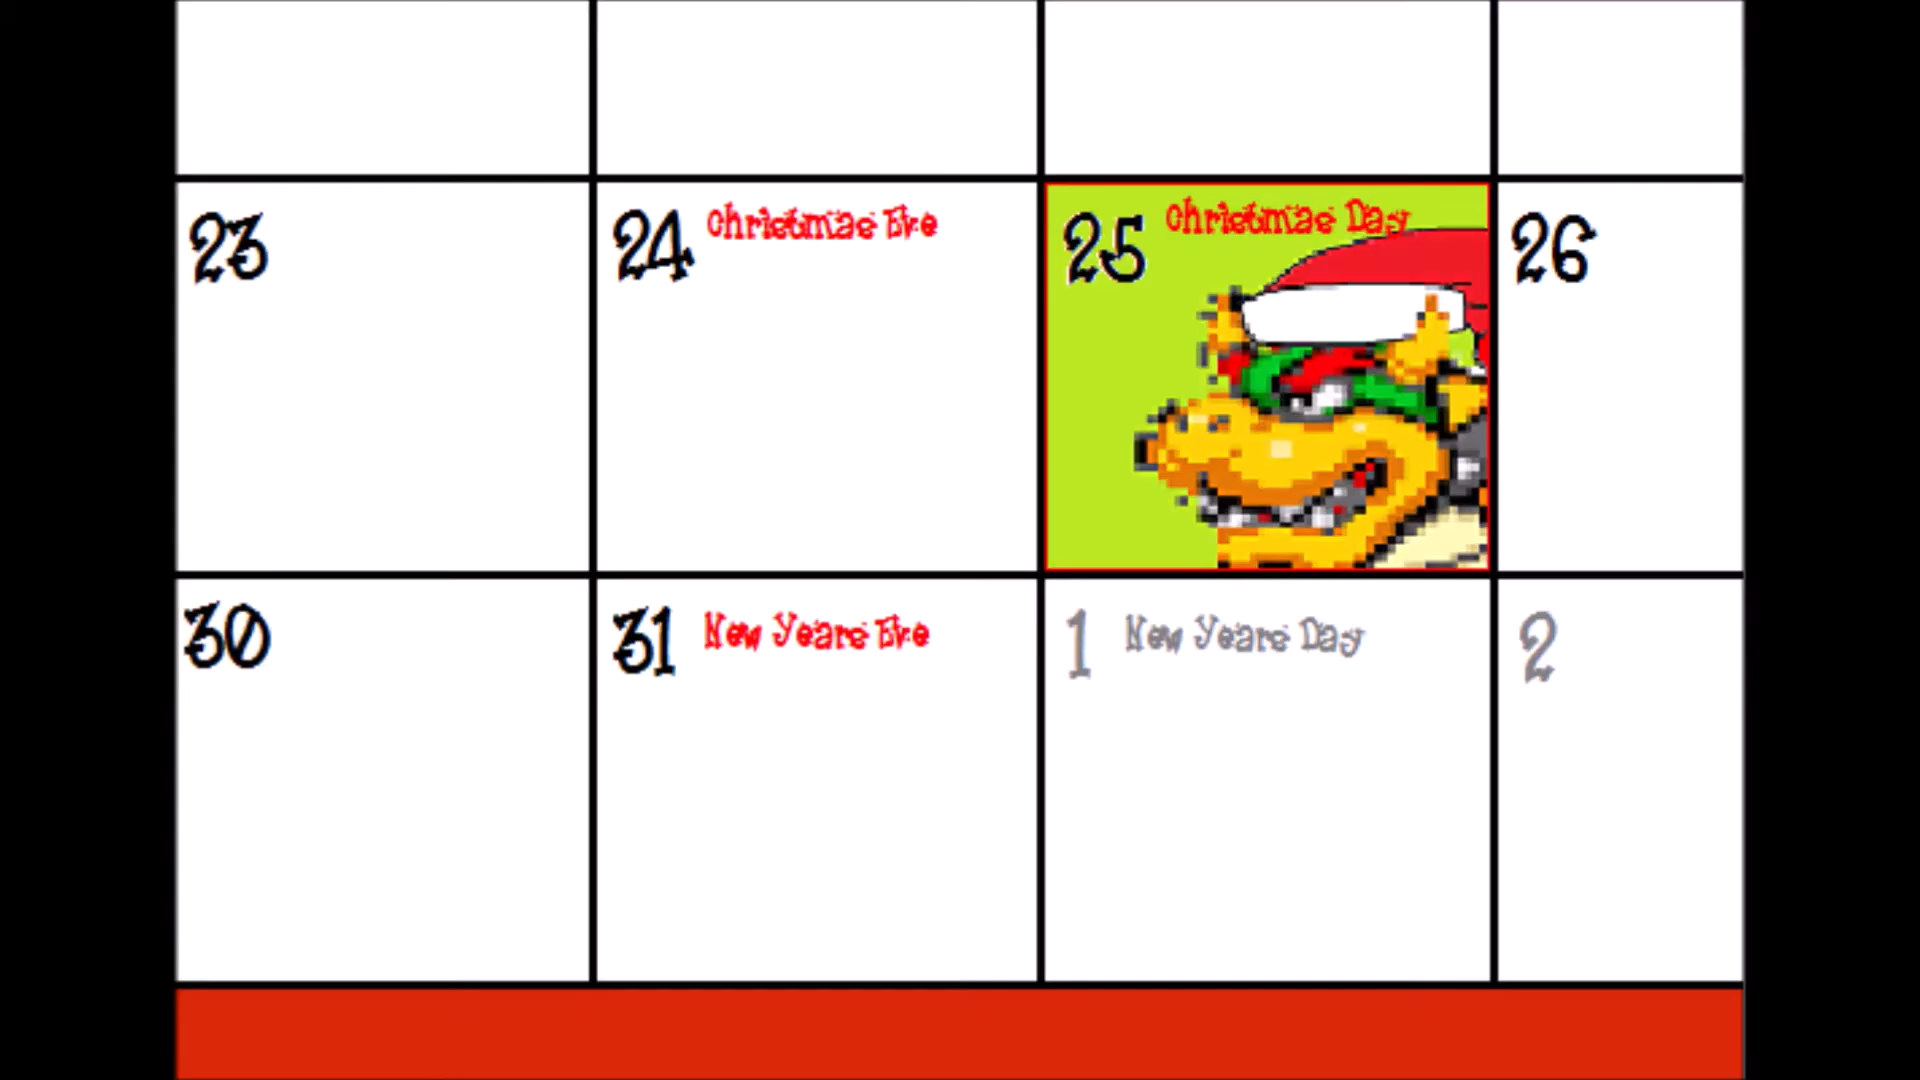 23
24 Christmas Eve
25 Christmas Day
26
30
31 New Years Eve
1 New Years Day
2